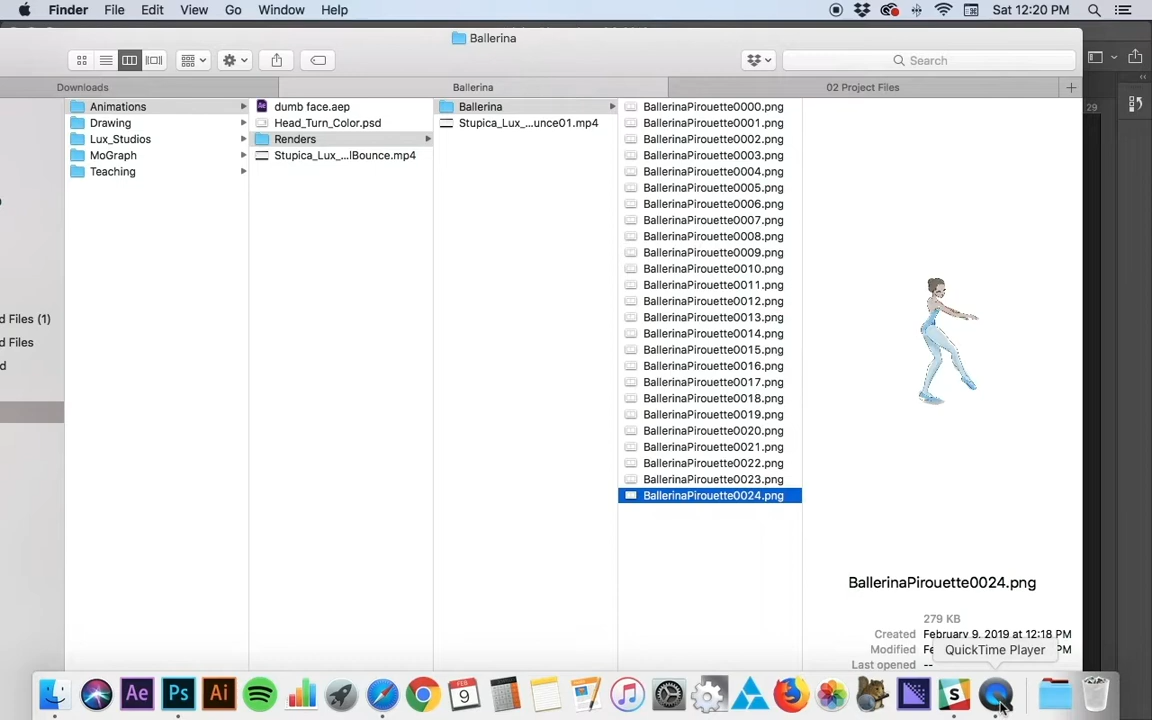 Finder File Edit View Go Window Help
Sat 12:20 PM
Ballerina
Search
Downloads
Ballerina
02 Project Files
29
Animations
Drawing
Lux_Studios
MoGraph
Teaching
dumb face.aep
Head_Turn_Color.psd
Renders
Stupica_Lux_...lBounce.mp4
Ballerina
Stupica_Lux_...unce01.mp4
BallerinaPirouette0000.png
BallerinaPirouette0001.png
BallerinaPirouette0002.png
BallerinaPirouette0003.png
BallerinaPirouette0004.png
BallerinaPirouette0005.png
BallerinaPirouette0006.png
BallerinaPirouette0007.png
BallerinaPirouette0008.png
BallerinaPirouette0009.png
BallerinaPirouette0010.png
BallerinaPirouette0011.png
BallerinaPirouette0012.png
BallerinaPirouette0013.png
BallerinaPirouette0014.png
BallerinaPirouette0015.png
BallerinaPirouette0016.png
BallerinaPirouette0017.png
BallerinaPirouette0018.png
BallerinaPirouette0019.png
BallerinaPirouette0020.png
BallerinaPirouette0021.png
BallerinaPirouette0022.png
BallerinaPirouette0023.png
BallerinaPirouette0024.png
d Files (1)
d Files
d
BallerinaPirouette0024.png
279 KB
Created February 9, 2019 at 12:18 PM
Modified
Last opened --
QuickTime Player
Ae Ps Ai
FEB
9